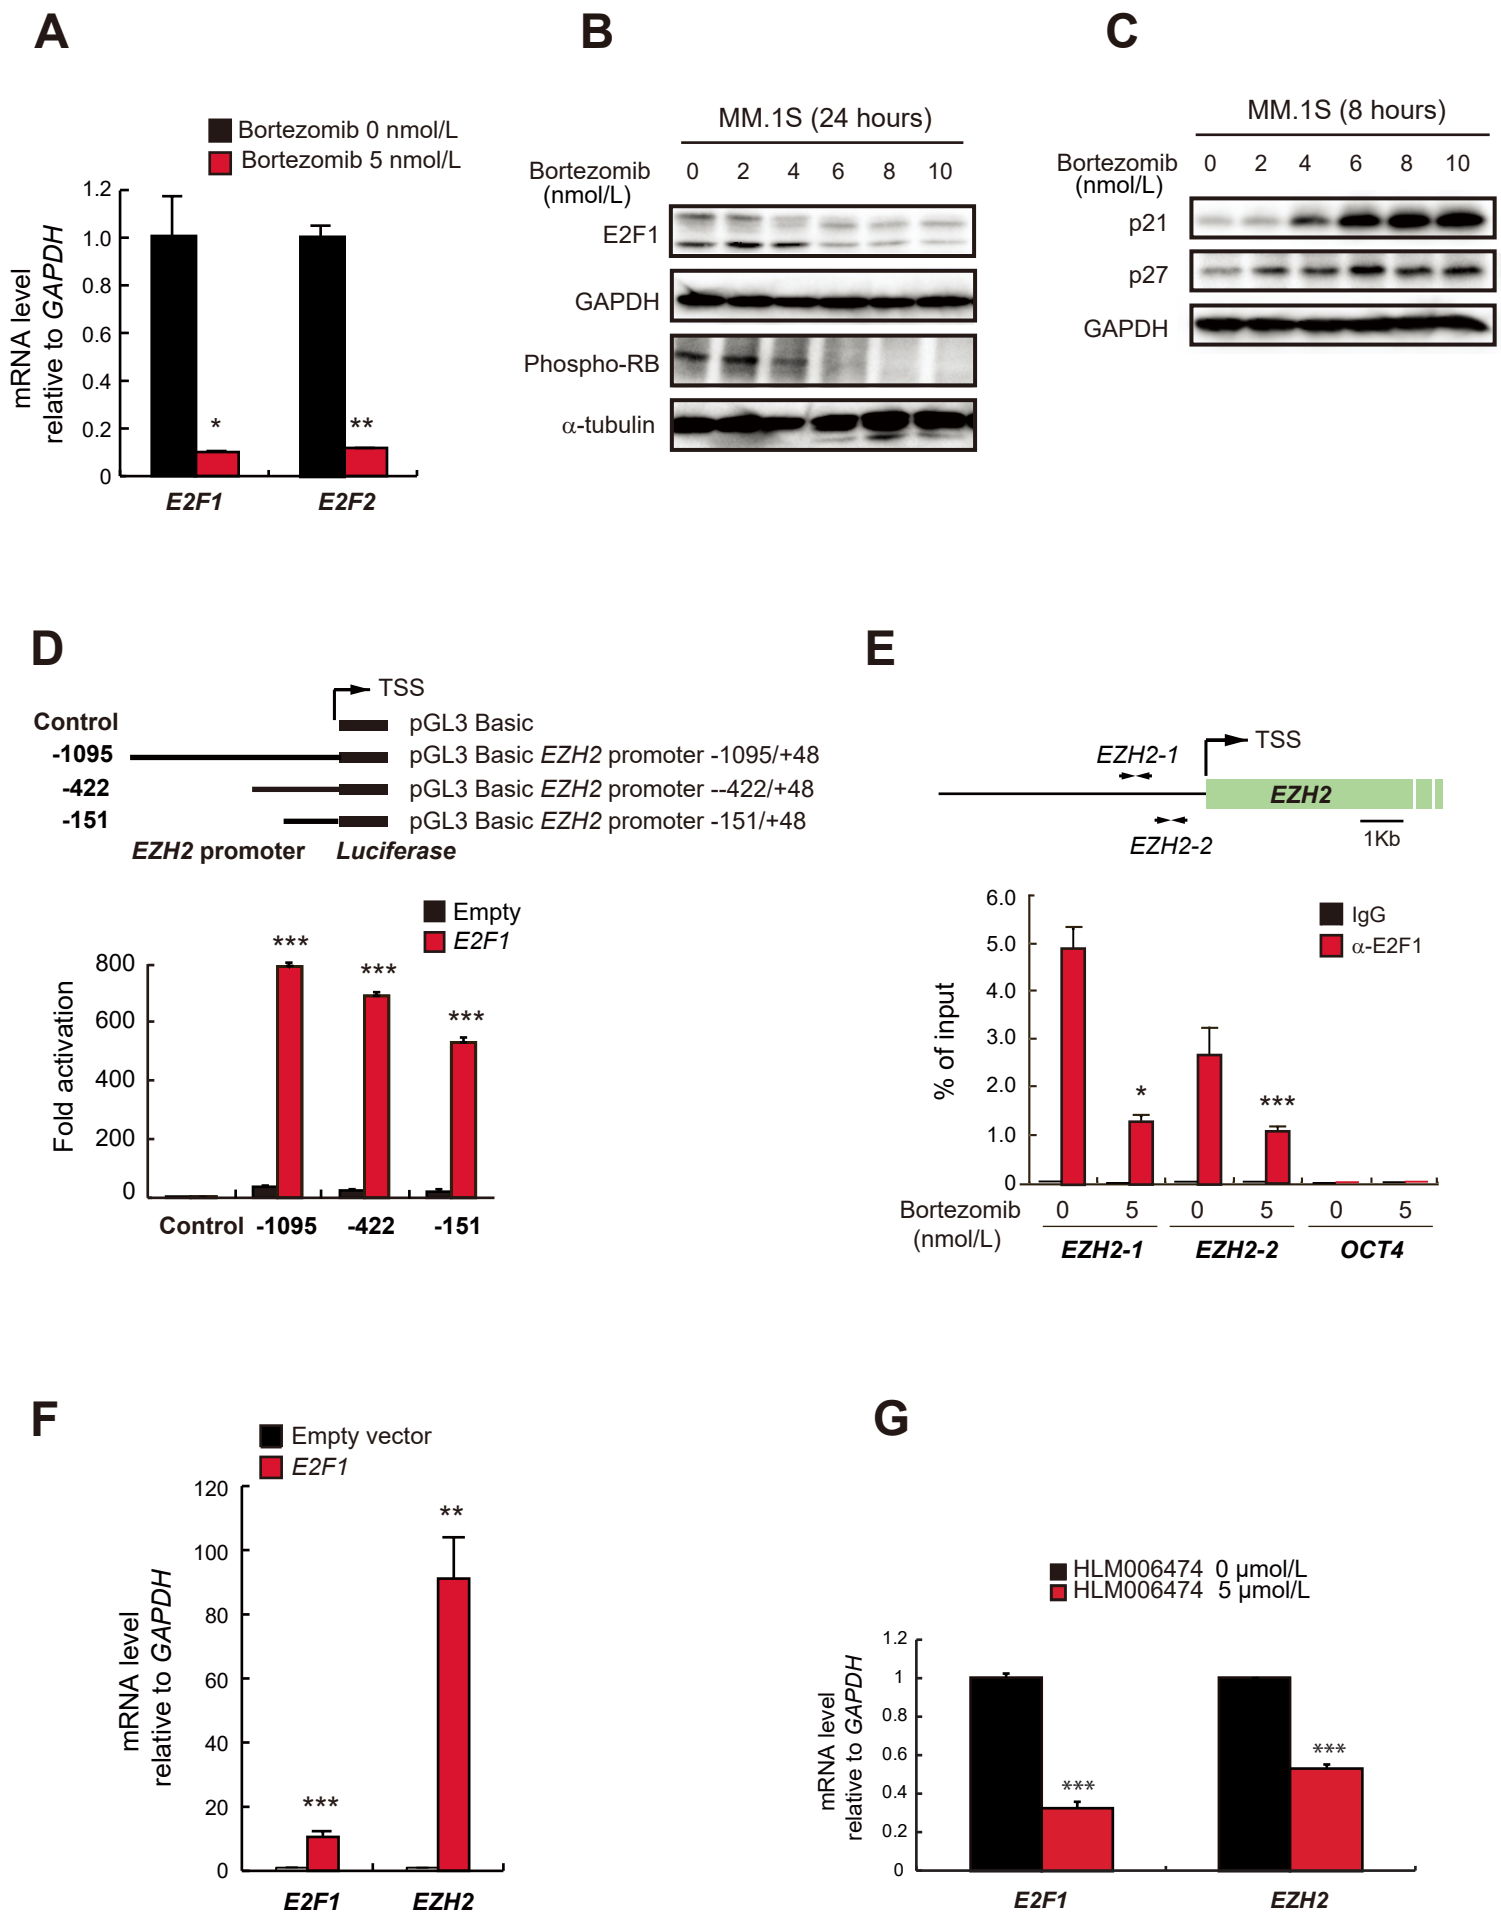 A
Bortezomib 0 nmol/L
Bortezomib 5 nmol/L
mRNA level
relative to GAPDH
1.2
1.0
0.8
0.6
0.4
0.2
0
*
**
E2F1
E2F2
B
MM.1S (24 hours)
Bortezomib
(nmol/L)
0 2 4 6 8 10
E2F1
GAPDH
Phospho-RB
α-tubulin
C
MM.1S (8 hours)
Bortezomib
(nmol/L)
0 2 4 6 8 10
p21
p27
GAPDH
D
TSS
Control pGL3 Basic
-1095 pGL3 Basic EZH2 promoter -1095/+48
-422 pGL3 Basic EZH2 promoter --422/+48
-151 pGL3 Basic EZH2 promoter -151/+48
EZH2 promoter Luciferase
Empty
E2F1
Fold activation
800
600
400
200
0
***
***
***
Control -1095 -422 -151
E
EZH2-1
TSS
EZH2
EZH2-2
1Kb
IgG
α-E2F1
% of input
6.0
5.0
4.0
3.0
2.0
1.0
0
*
***
Bortezomib
(nmol/L)
0 5 0 5 0 5
EZH2-1 EZH2-2 OCT4
F
Empty vector
E2F1
mRNA level
relative to GAPDH
120
100
80
60
40
20
0
***
**
E2F1 EZH2
G
HLM006474 0 µmol/L
HLM006474 5 µmol/L
mRNA level
relative to GAPDH
1.2
1
0.8
0.6
0.4
0.2
0
***
***
E2F1 EZH2